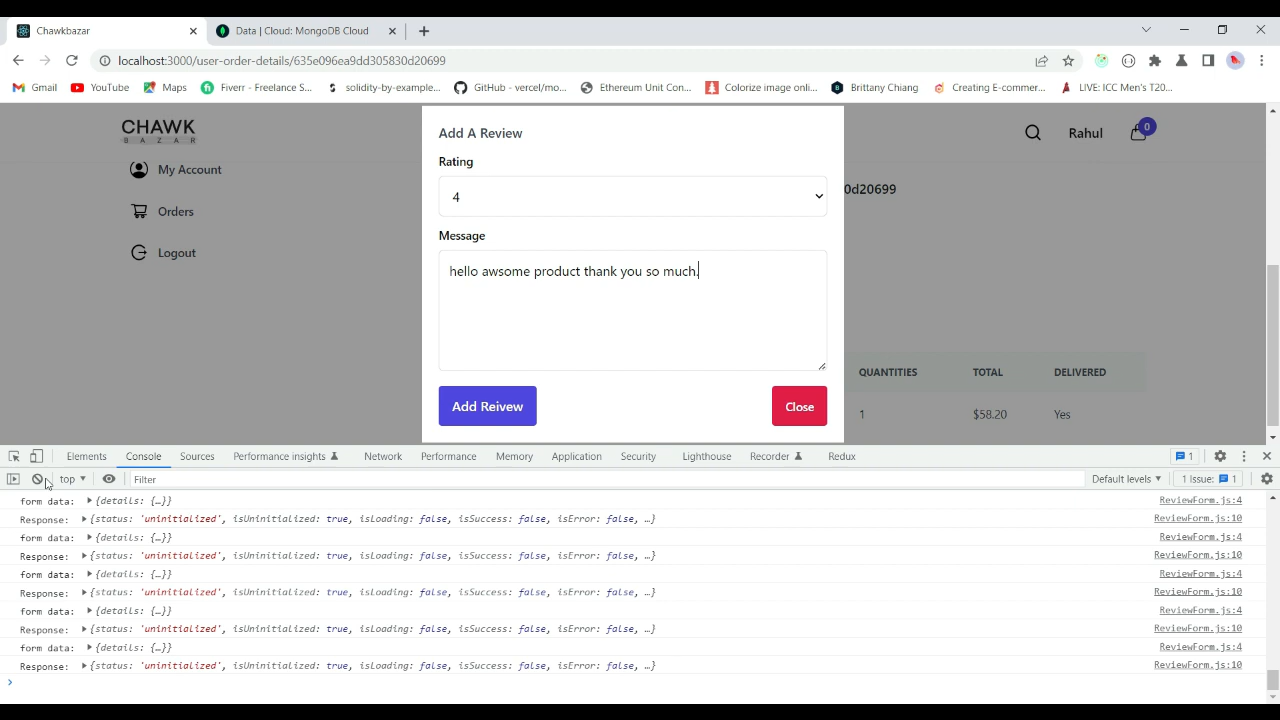 Chawkbazar
Data | Cloud: MongoDB Cloud
localhost:3000/user-order-details/635e096ea9dd305830d20699
Gmail YouTube Maps Fiverr - Freelance S... solidity-by-example... GitHub - vercel/mo... Ethereum Unit Con... Colorize image onli... Brittany Chiang Creating E-commer... LIVE: ICC Men's T20...
CHAWK
BAZAR
Rahul 0
My Account
Orders
Logout
Add A Review
Rating
4
0d20699
Message
hello awsome product thank you so much.
QUANTITIES TOTAL DELIVERED
1 $58.20 Yes
Add Reivew Close
Elements Console Sources Performance insights Network Performance Memory Application Security Lighthouse Recorder Redux 1
top Filter Default levels 1 Issue: 1
form data: {details: {…}} ReviewForm.js:4
Response: {status: 'uninitialized', isUninitialized: true, isLoading: false, isSuccess: false, isError: false, …} ReviewForm.js:10
form data: {details: {…}} ReviewForm.js:4
Response: {status: 'uninitialized', isUninitialized: true, isLoading: false, isSuccess: false, isError: false, …} ReviewForm.js:10
form data: {details: {…}} ReviewForm.js:4
Response: {status: 'uninitialized', isUninitialized: true, isLoading: false, isSuccess: false, isError: false, …} ReviewForm.js:10
form data: {details: {…}} ReviewForm.js:4
Response: {status: 'uninitialized', isUninitialized: true, isLoading: false, isSuccess: false, isError: false, …} ReviewForm.js:10
form data: {details: {…}} ReviewForm.js:4
Response: {status: 'uninitialized', isUninitialized: true, isLoading: false, isSuccess: false, isError: false, …} ReviewForm.js:10